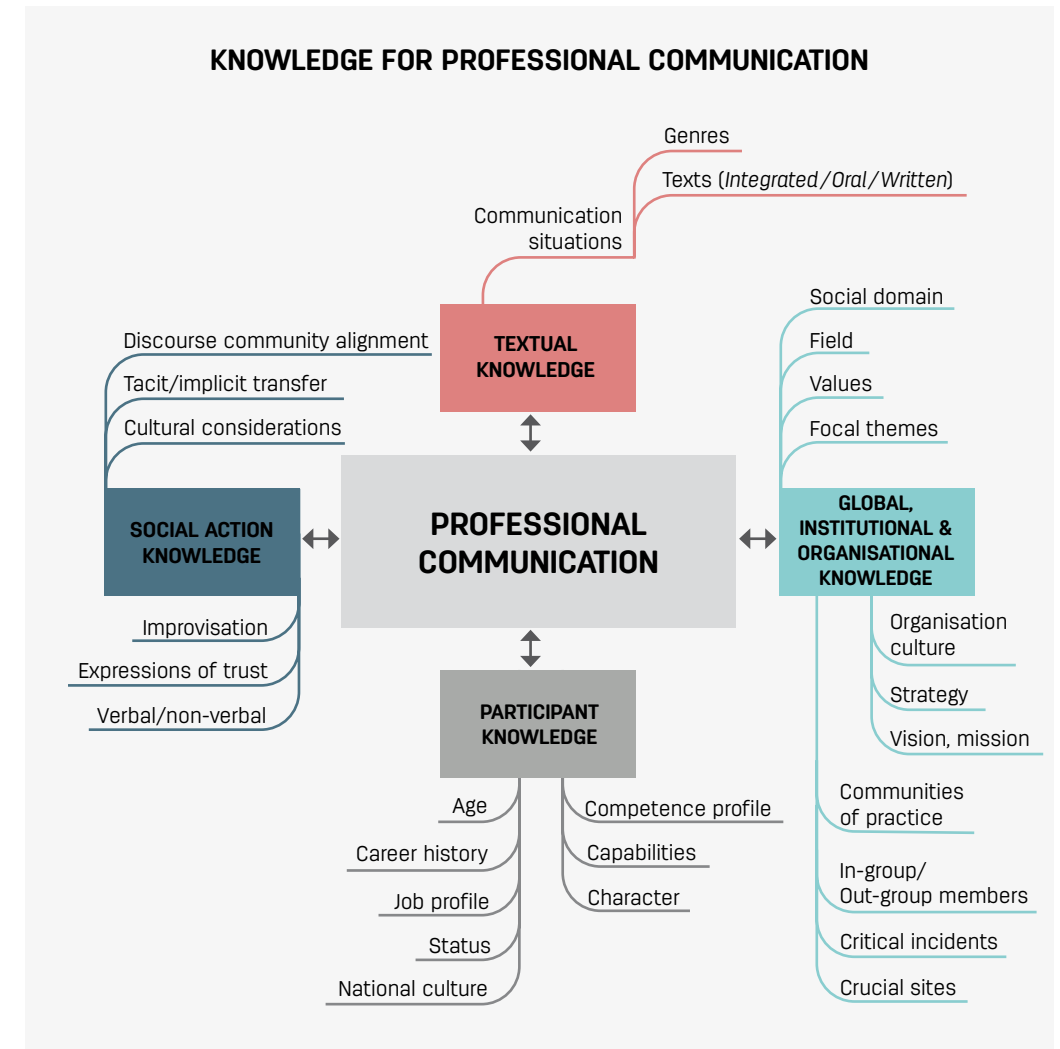 KNOWLEDGE FOR PROFESSIONAL COMMUNICATION
Genres
Texts (Integrated/Oral/Written)
Communication
situations
TEXTUAL
KNOWLEDGE
Discourse community alignment
Tacit/implicit transfer
Cultural considerations
SOCIAL ACTION
KNOWLEDGE
Improvisation
Expressions of trust
Verbal/non-verbal
PROFESSIONAL
COMMUNICATION
Social domain
Field
Values
Focal themes
GLOBAL,
INSTITUTIONAL &
ORGANISATIONAL
KNOWLEDGE
Organisation
culture
Strategy
Vision, mission
Communities
of practice
In-group/
Out-group members
Critical incidents
Crucial sites
PARTICIPANT
KNOWLEDGE
Age
Career history
Job profile
Status
National culture
Competence profile
Capabilities
Character